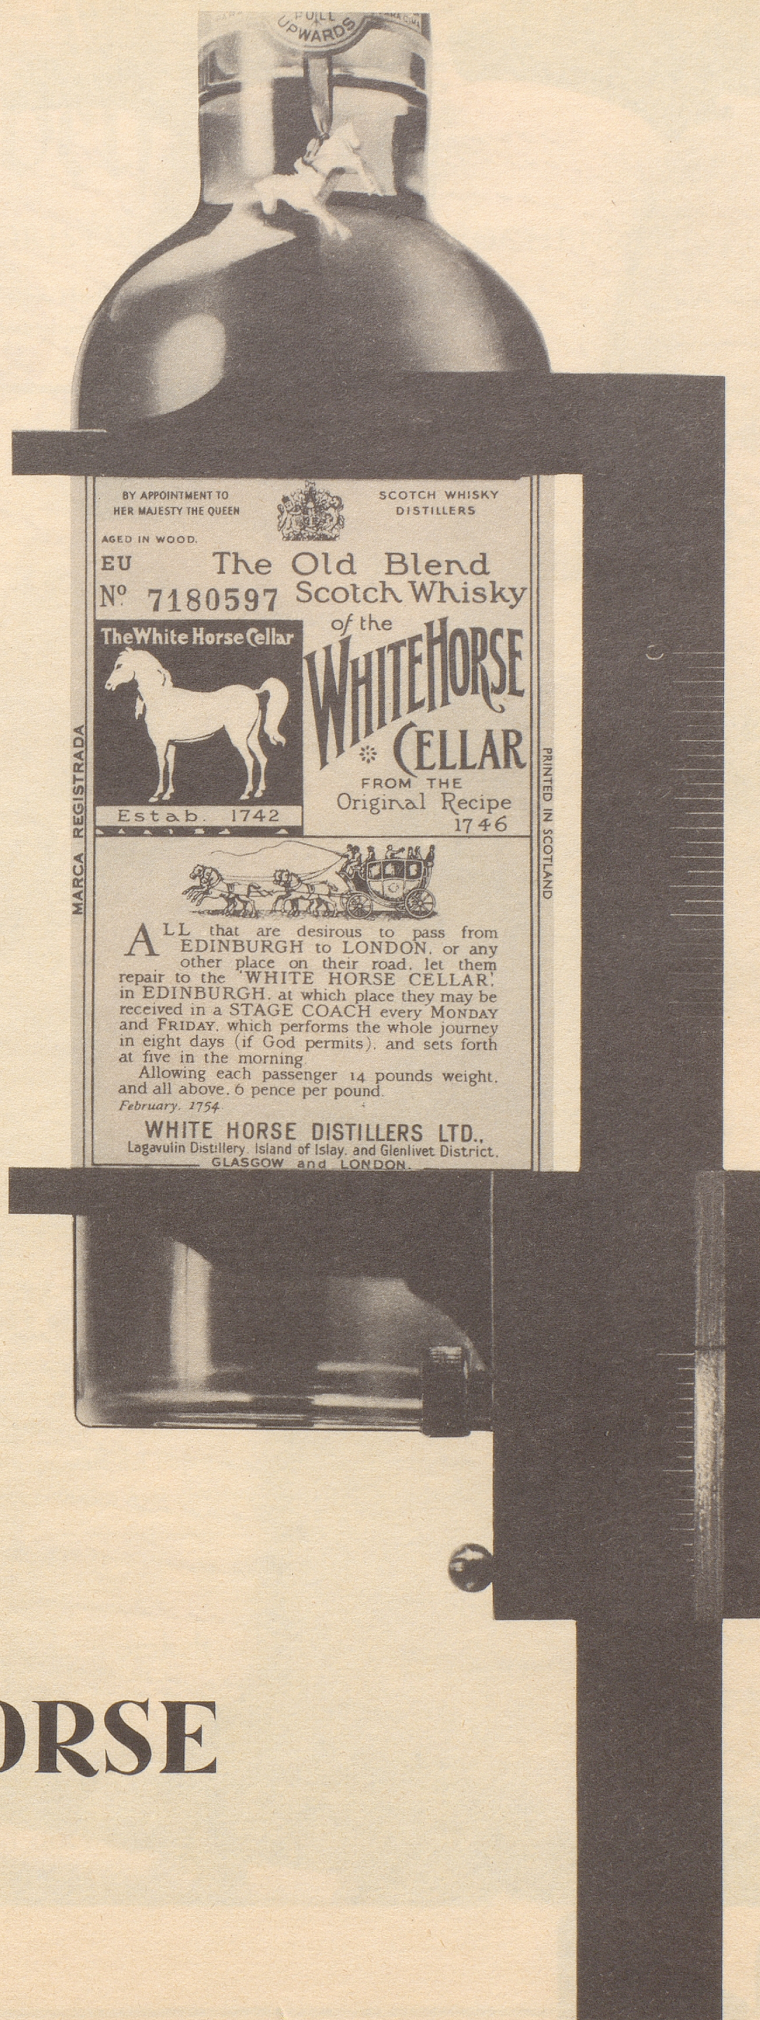 PULL
UPWARDS
BY APPOINTMENT TO
HER MAJESTY THE QUEEN
SCOTCH WHISKY
DISTILLERS
AGED IN WOOD.
EU
The Old Blend
Nº 7180597
Scotch Whisky
of the
The White Horse Cellar
WHITE HORSE
CELLAR
FROM THE
Original Recipe
1746
Estab. 1742
MARCA REGISTRADA
PRINTED IN SCOTLAND
ALL that are desirous to pass from
EDINBURGH to LONDON, or any
other place on their road, let them
repair to the 'WHITE HORSE CELLAR'
in EDINBURGH, at which place they may be
received in a STAGE COACH every MONDAY
and FRIDAY, which performs the whole journey
in eight days (if God permits), and sets forth
at five in the morning.
Allowing each passenger 14 pounds weight,
and all above, 6 pence per pound.
February, 1754.
WHITE HORSE DISTILLERS LTD.,
Lagavulin Distillery, Island of Islay, and Glenlivet District,
GLASGOW and LONDON.
ORSE